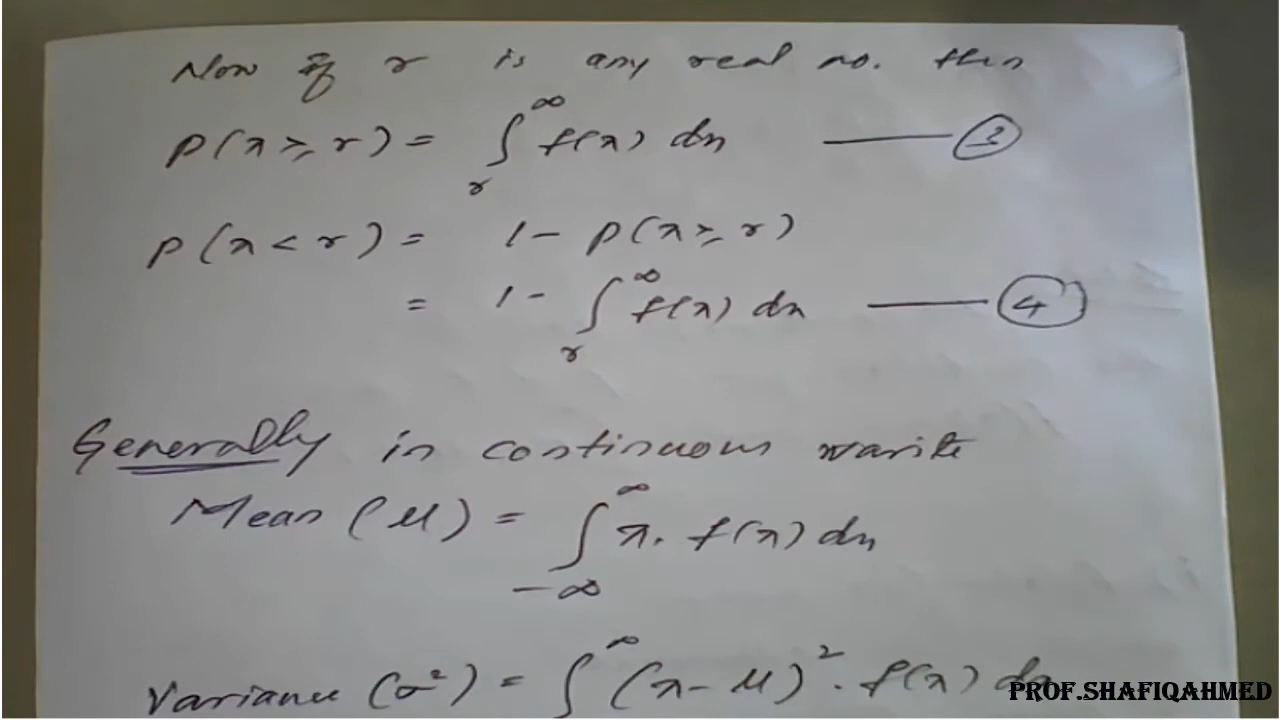 Now if r is any real no. then
P(x ≥ r) = ∫_r^∞ f(x) dx —— ③
P(x < r) = 1 - P(x ≥ r)
= 1 - ∫_r^∞ f(x) dx —— ④
Generally in continuous varite
Mean (μ) = ∫_{-∞}^∞ x. f(x) dx
Variance (σ²) = ∫^∞ (x - μ)². f(x) dx
PROF.SHAFIQAHMED